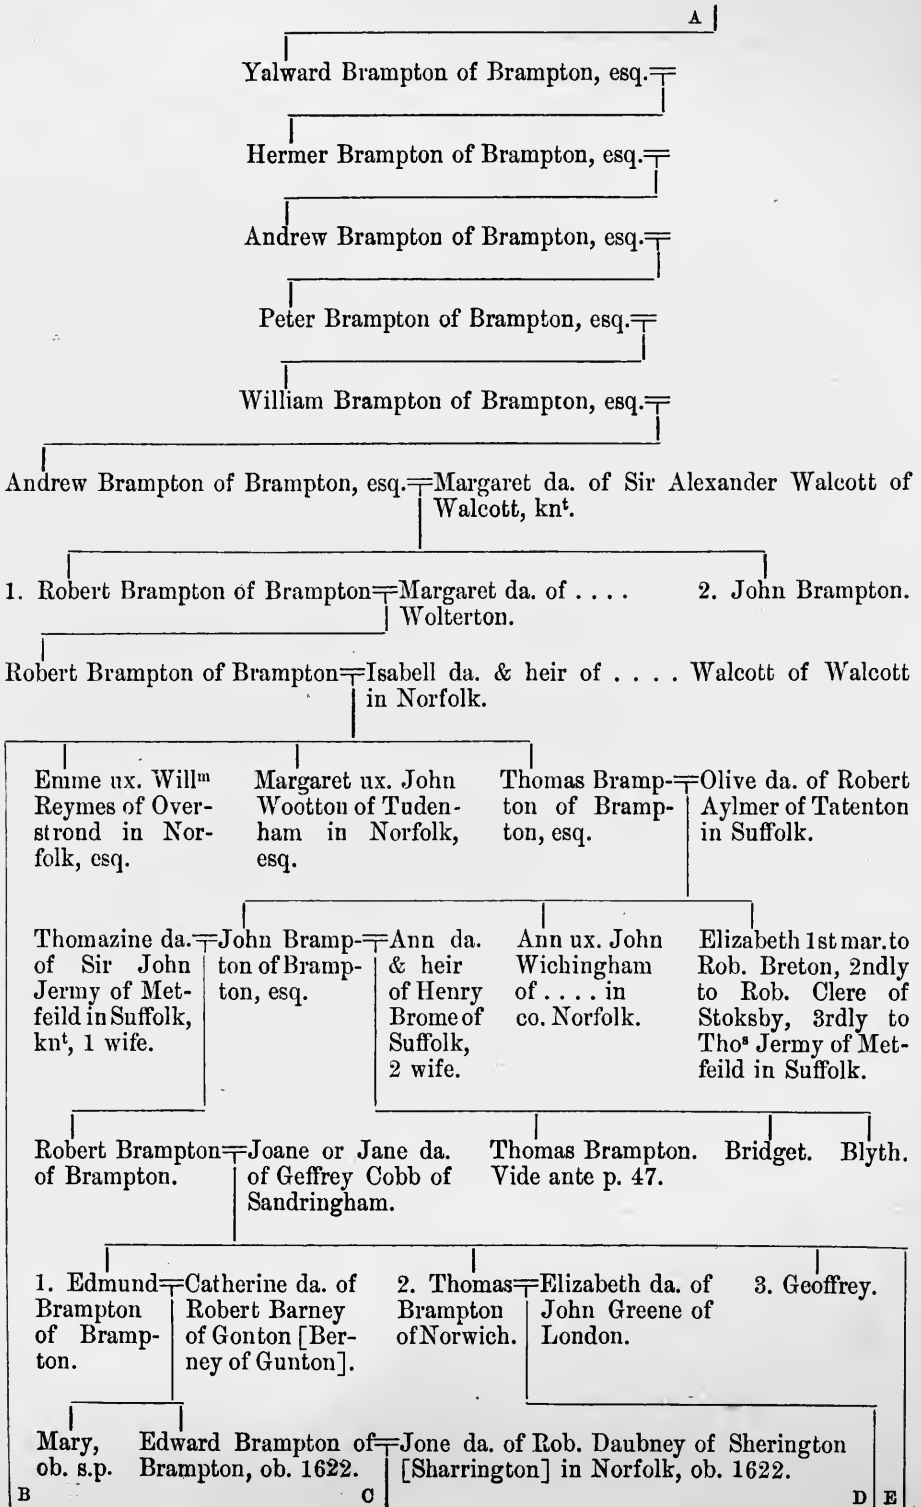 A
Yalward Brampton of Brampton, esq.
Hermer Brampton of Brampton, esq.
Andrew Brampton of Brampton, esq.
Peter Brampton of Brampton, esq.
William Brampton of Brampton, esq.
Andrew Brampton of Brampton, esq.
Margaret da. of Sir Alexander Walcott of
Walcott, knᵗ.
1. Robert Brampton of Brampton
Margaret da. of . . . .
Wolterton.
2. John Brampton.
Robert Brampton of Brampton
Isabell da. & heir of . . . . Walcott of Walcott
in Norfolk.
Emme ux. Willᵐ
Reymes of Over-
strond in Nor-
folk, esq.
Margaret ux. John
Wootton of Tuden-
ham in Norfolk,
esq.
Thomas Bramp-
ton of Bramp-
ton, esq.
Olive da. of Robert
Aylmer of Tatenton
in Suffolk.
Thomazine da.
of Sir John
Jermy of Met-
feild in Suffolk,
knᵗ, 1 wife.
John Bramp-
ton of Bramp-
ton, esq.
Ann da.
& heir
of Henry
Brome of
Suffolk,
2 wife.
Ann ux. John
Wichingham
of . . . . in
co. Norfolk.
Elizabeth 1st mar. to
Rob. Breton, 2ndly
to Rob. Clere of
Stoksby, 3rdly to
Thoˢ Jermy of Met-
feild in Suffolk.
Robert Brampton
of Brampton.
Joane or Jane da.
of Geffrey Cobb of
Sandringham.
Thomas Brampton.
Vide ante p. 47.
Bridget.
Blyth.
1. Edmund
Brampton
of Bramp-
ton.
Catherine da. of
Robert Barney
of Gonton [Ber-
ney of Gunton].
2. Thomas
Brampton
of Norwich.
Elizabeth da. of
John Greene of
London.
3. Geoffrey.
Mary,
ob. s.p.
Edward Brampton of
Brampton, ob. 1622.
Jone da. of Rob. Daubney of Sherington
[Sharrington] in Norfolk, ob. 1622.
B C D E